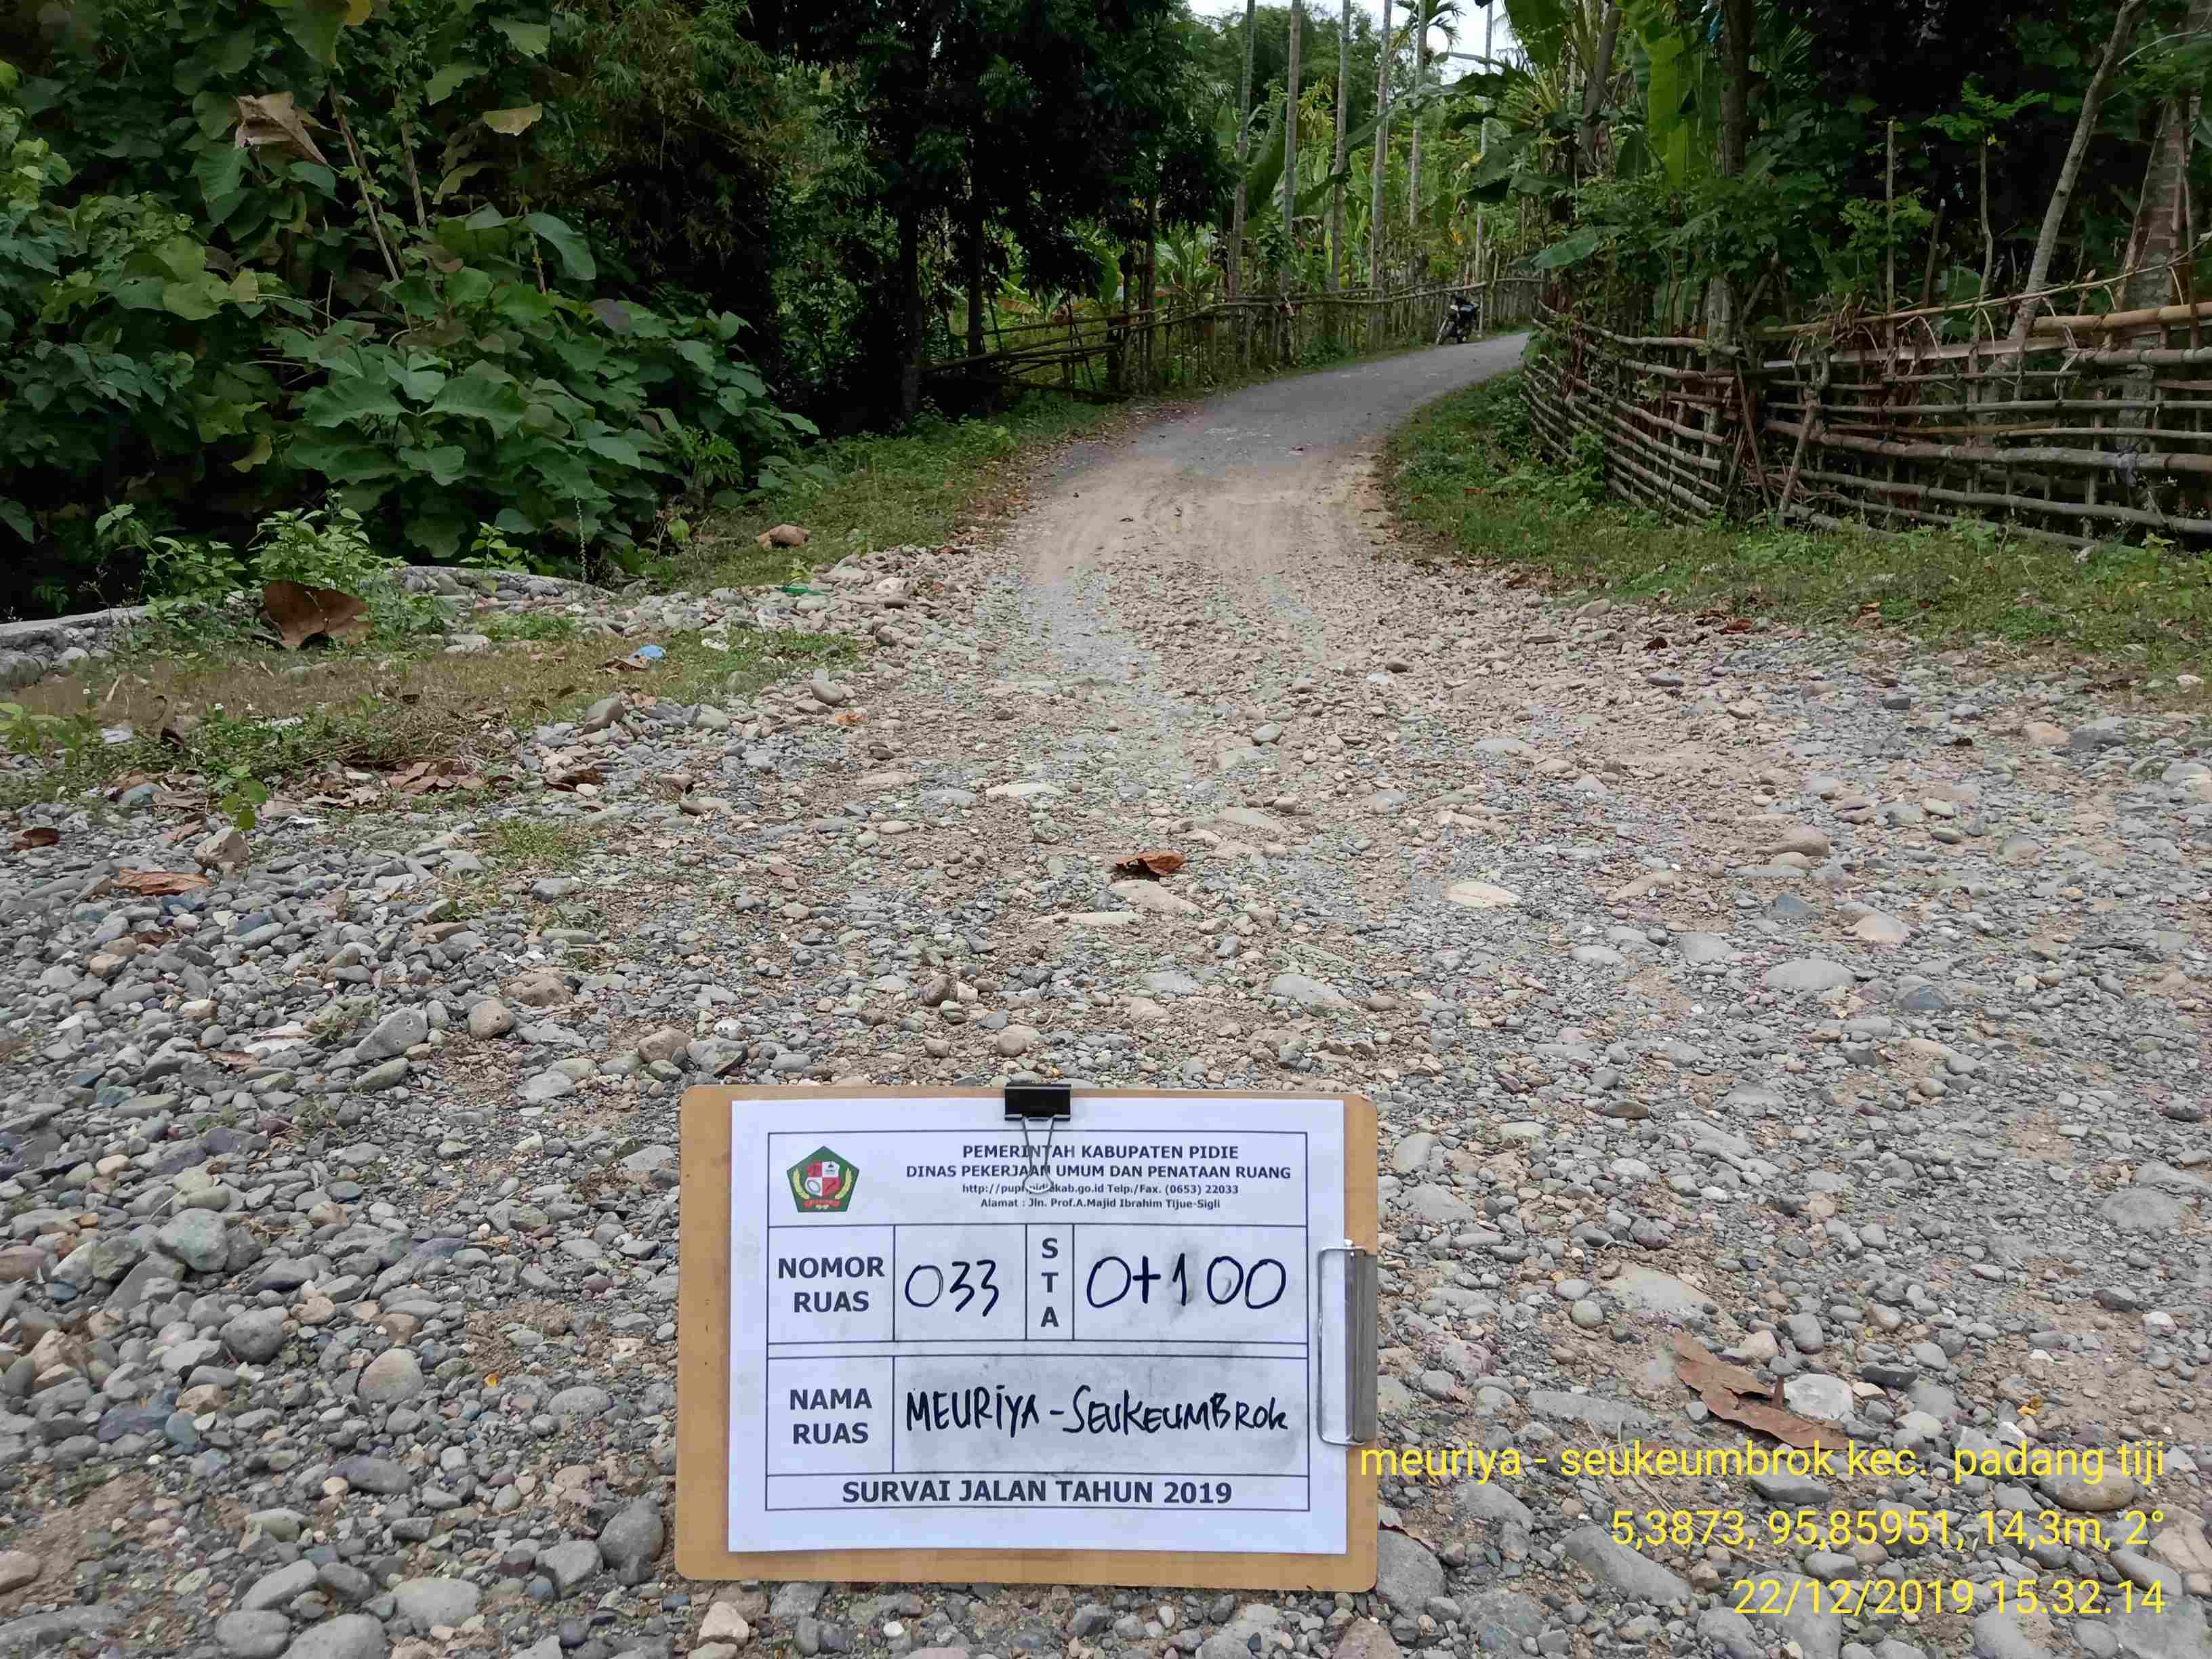 PEMERINTAH KABUPATEN PIDIE
DINAS PEKERJAAN UMUM DAN PENATAAN RUANG
Telp./Fax. (0653) 22033
Alamat : Jln. Prof.A.Majid Ibrahim Tijue-Sigli
NOMOR RUAS
033
STA
0+100
NAMA RUAS
MEURIYA - SEUKEUMBROK
SURVAI JALAN TAHUN 2019
meuriya - seukeumbrok kec. padang tiji
5,3873, 95,85951, 14,3m, 2°
22/12/2019 15.32.14